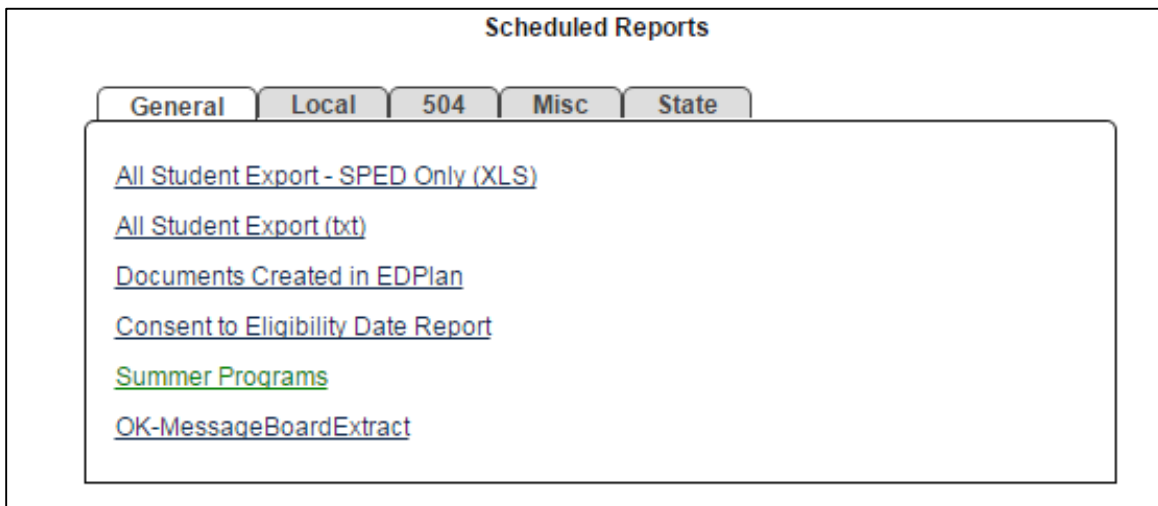 Scheduled Reports
General Local 504 Misc State
All Student Export - SPED Only (XLS)
All Student Export (txt)
Documents Created in EDPlan
Consent to Eligibility Date Report
Summer Programs
OK-MessageBoardExtract